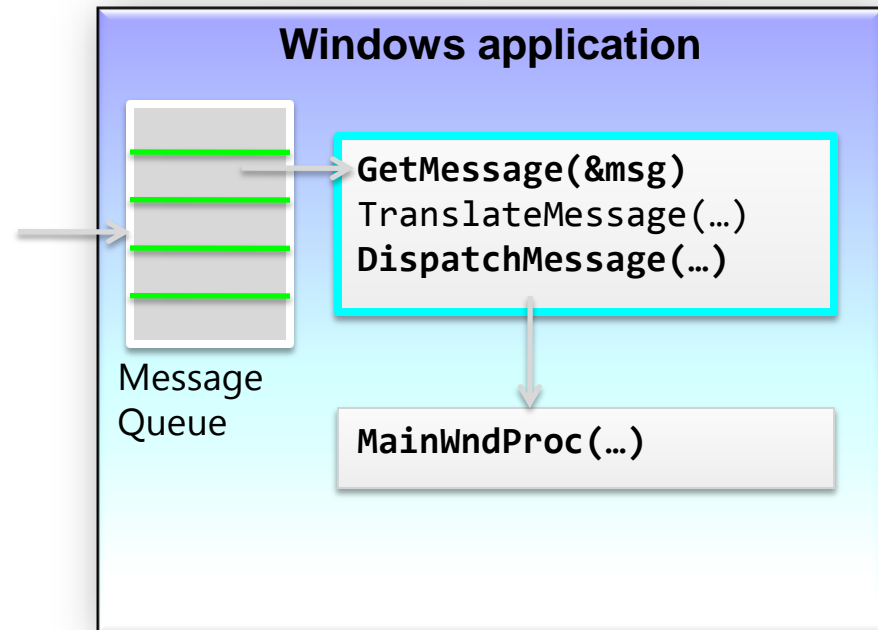 Windows application
GetMessage(&msg)
TranslateMessage(…)
DispatchMessage(…)
Message
Queue
MainWndProc(…)